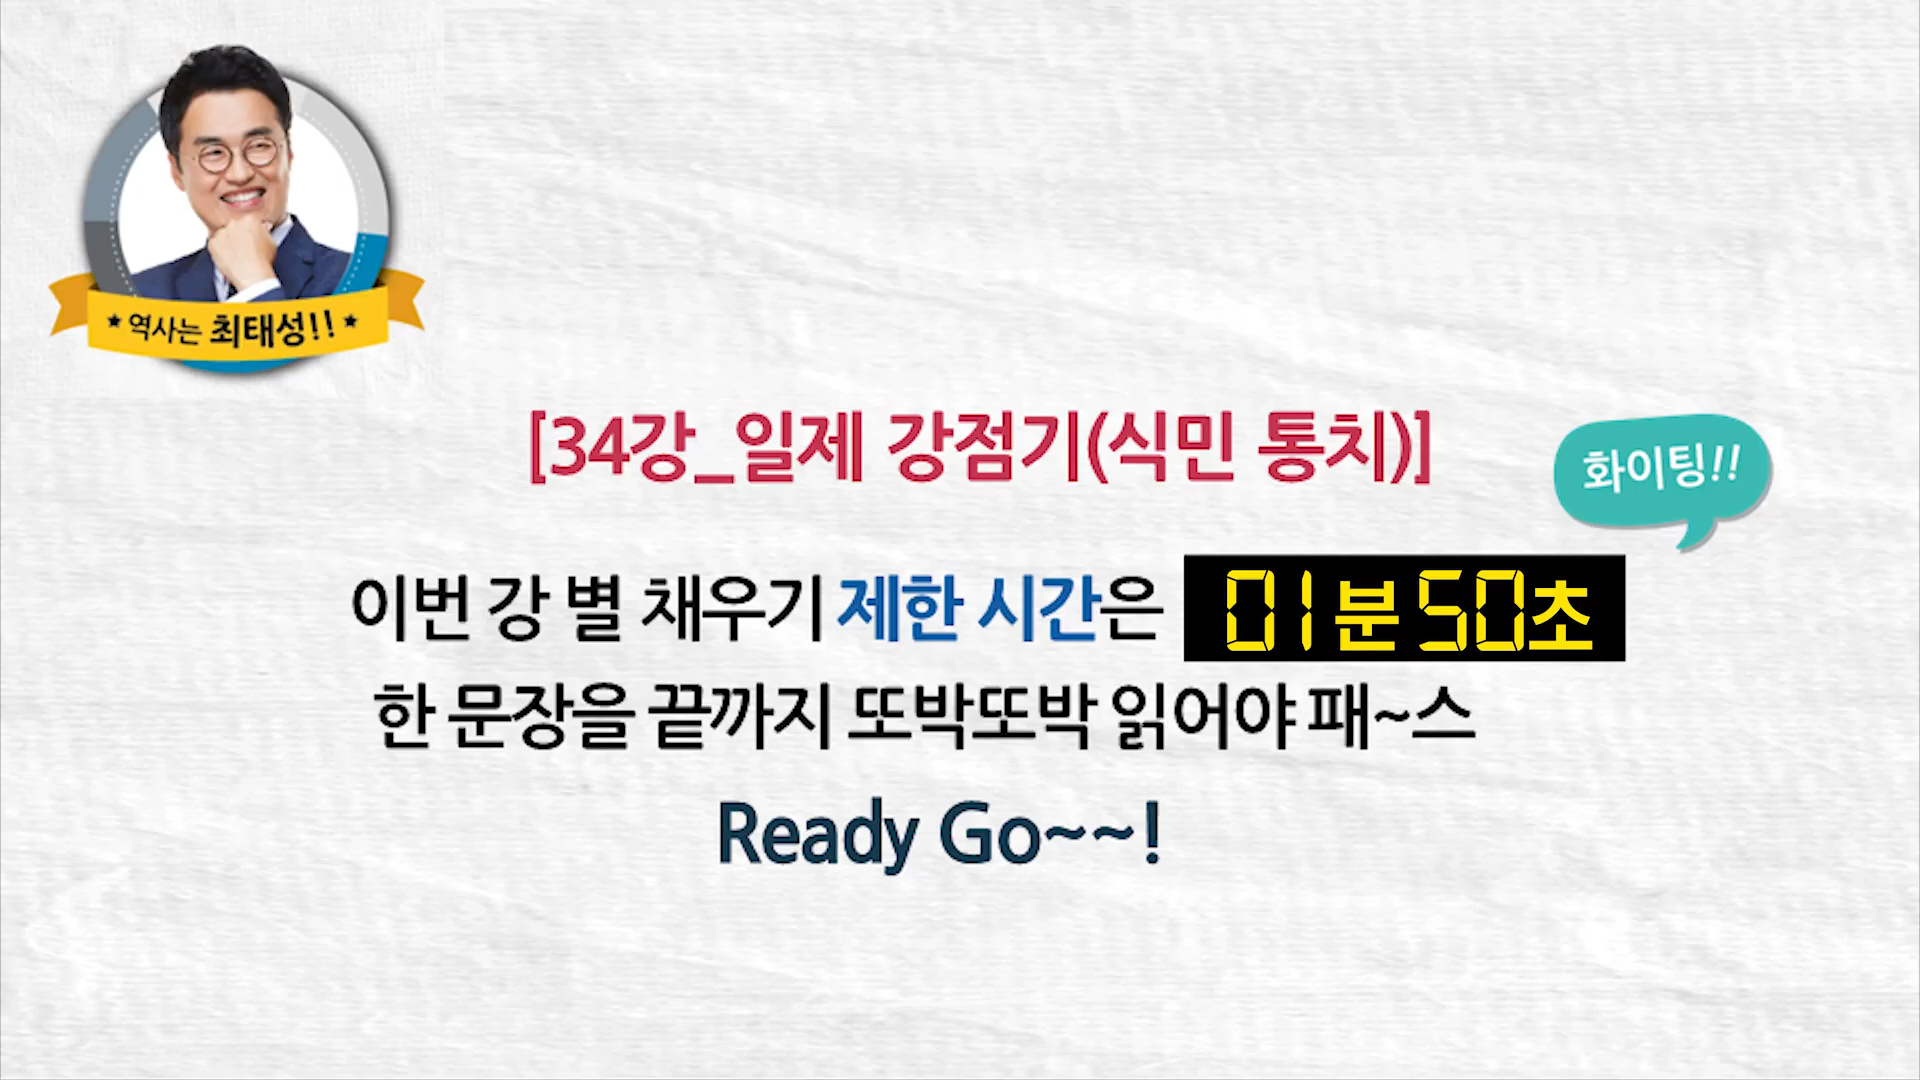 ★ 역사는 최태성!! ★
[34강_일제 강점기(식민 통치)]
화이팅!!
이번 강 별 채우기 제한 시간은 01분 50초
한 문장을 끝까지 또박또박 읽어야 패~스
Ready Go~~!